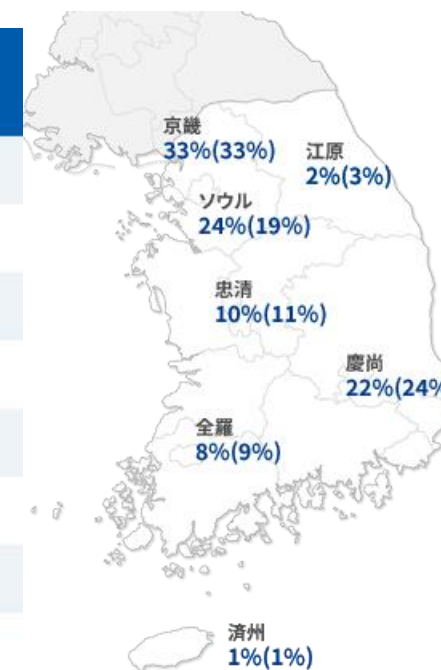 京畿
33%(33%)
江原
2%(3%)
ソウル
24%(19%)
忠清
10%(11%)
慶尚
22%(24%
全羅
8%(9%)
済州
1%(1%)